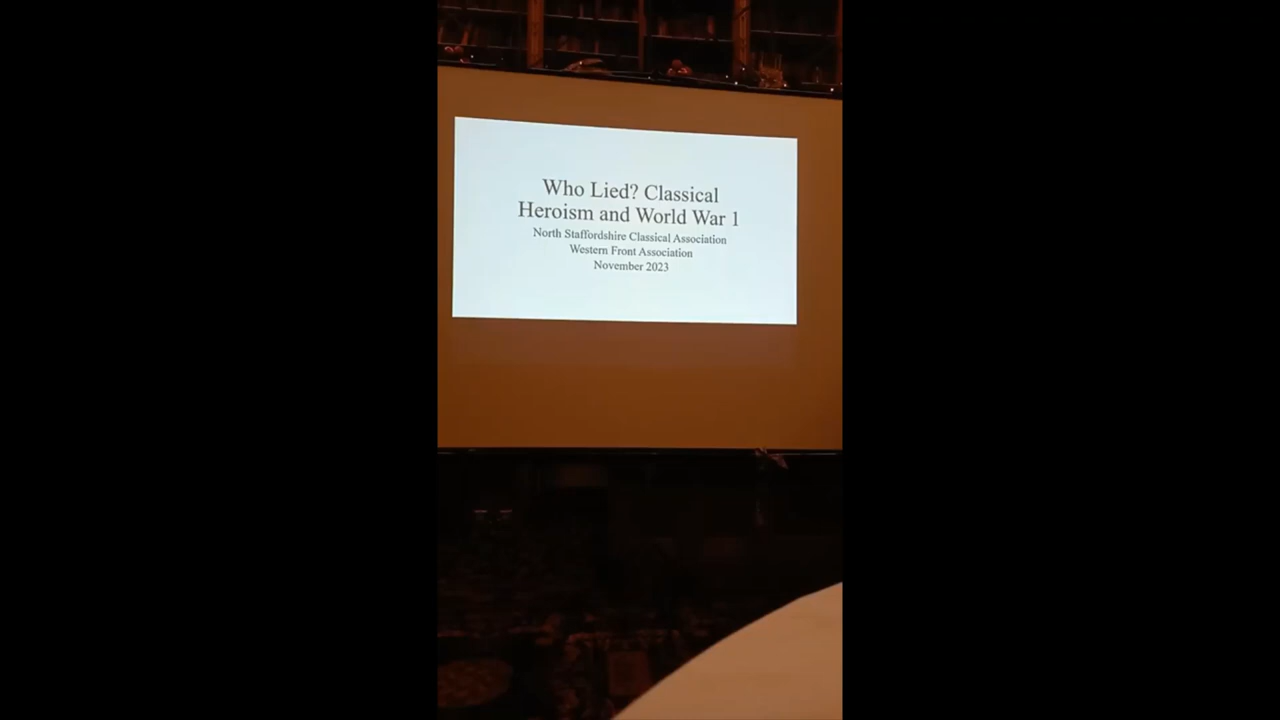 Who Lied? Classical
Heroism and World War 1
North Staffordshire Classical Association
Western Front Association
November 2023